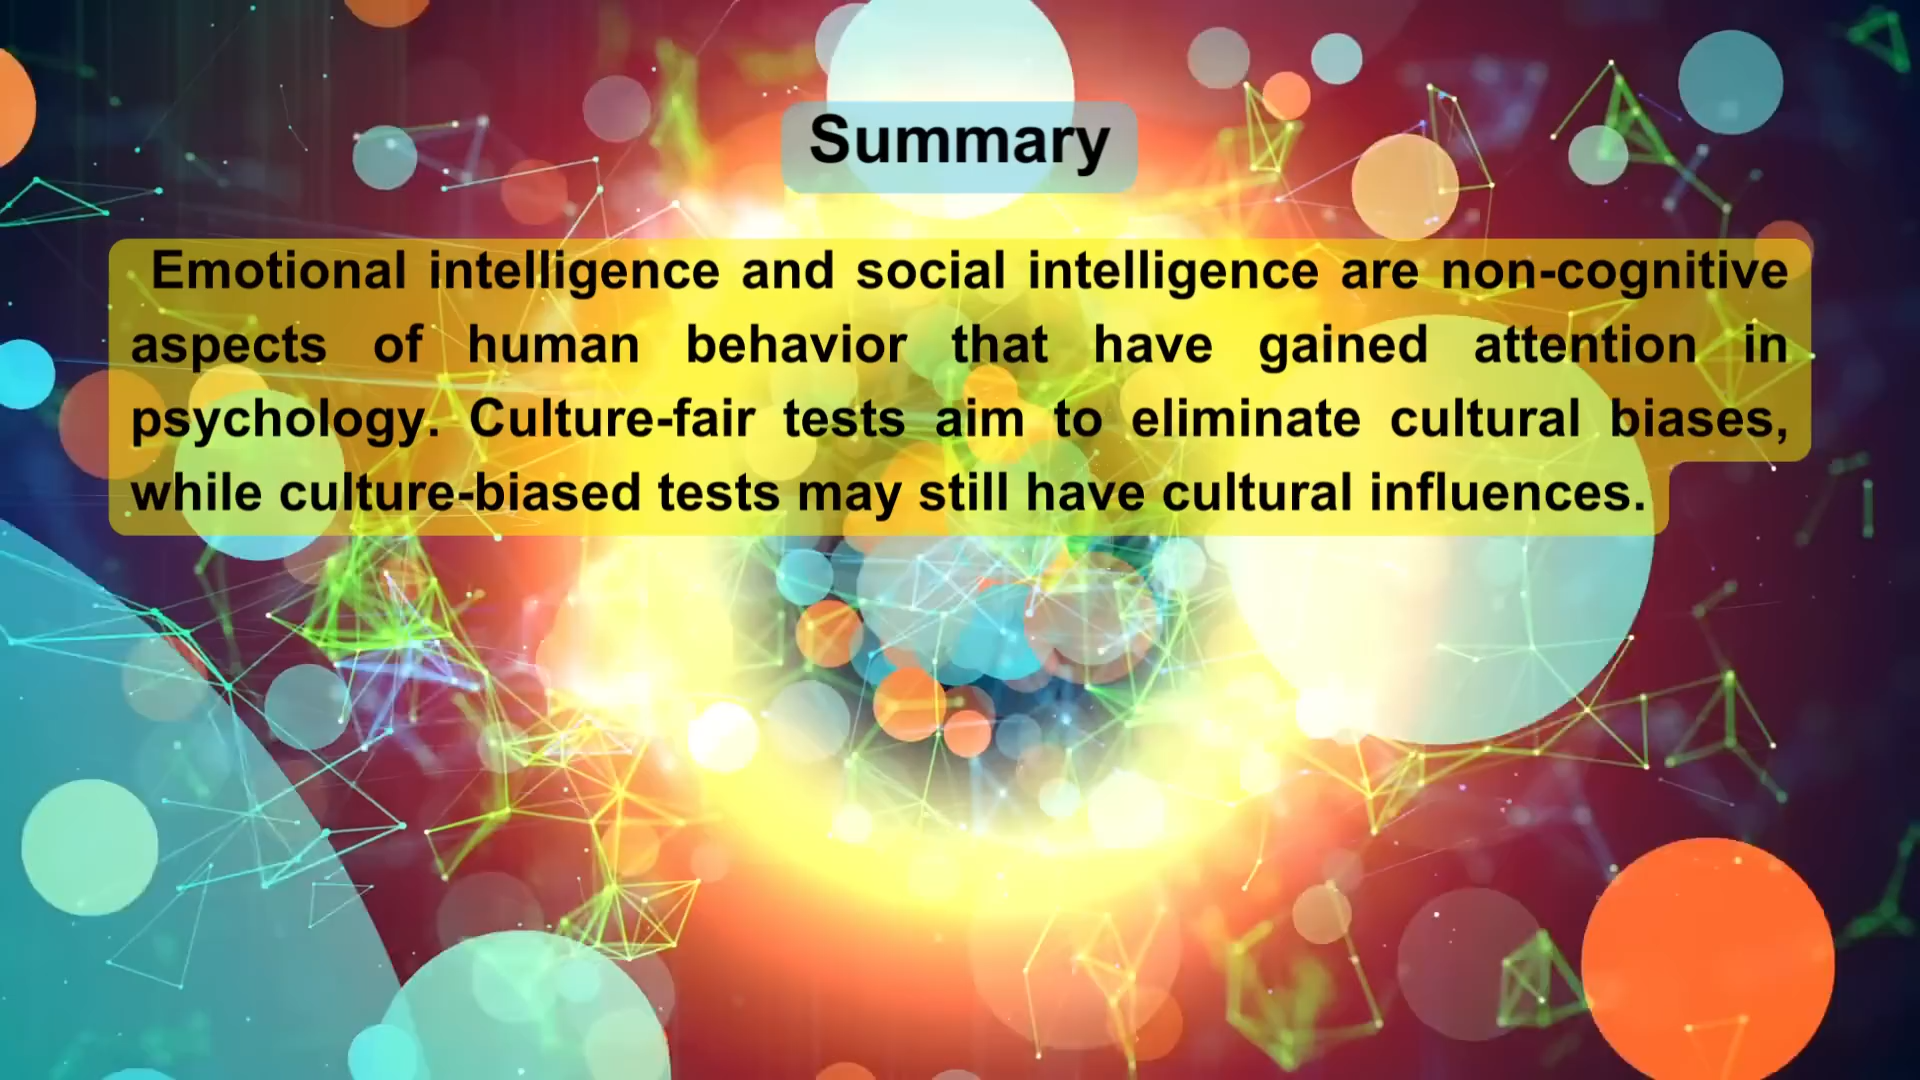 Summary
Emotional intelligence and social intelligence are non-cognitive
aspects of human behavior that have gained attention in
psychology. Culture-fair tests aim to eliminate cultural biases,
while culture-biased tests may still have cultural influences.